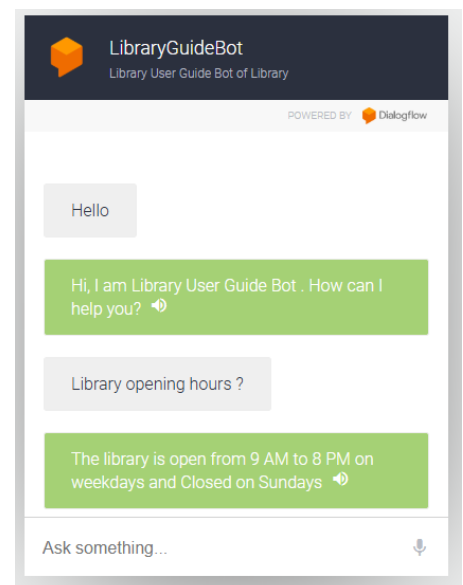 LibraryGuideBot
Library User Guide Bot of Library
POWERED BY Dialogflow
Hello
Hi, I am Library User Guide Bot . How can I
help you?
Library opening hours ?
The library is open from 9 AM to 8 PM on
weekdays and Closed on Sundays
Ask something...